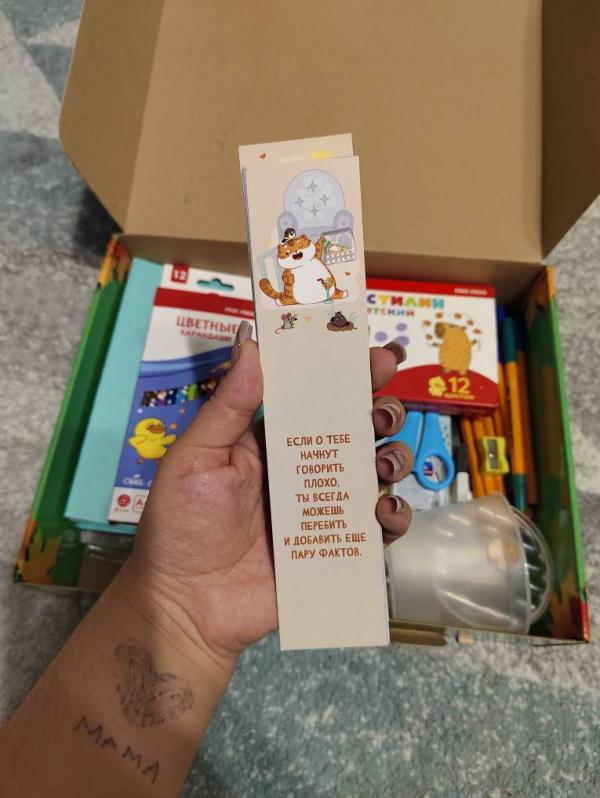 12
ЦВЕТНЫЕ
КАРАНДАШИ
ДЕТСКИЙ
12
ЦВЕТОВ
ЕСЛИ О ТЕБЕ
НАЧНУТ
ГОВОРИТЬ
ПЛОХО,
ТЫ ВСЕГДА
МОЖЕШЬ
ПЕРЕБИТЬ
И ДОБАВИТЬ ЕЩЕ
ПАРУ ФАКТОВ.
МАМА